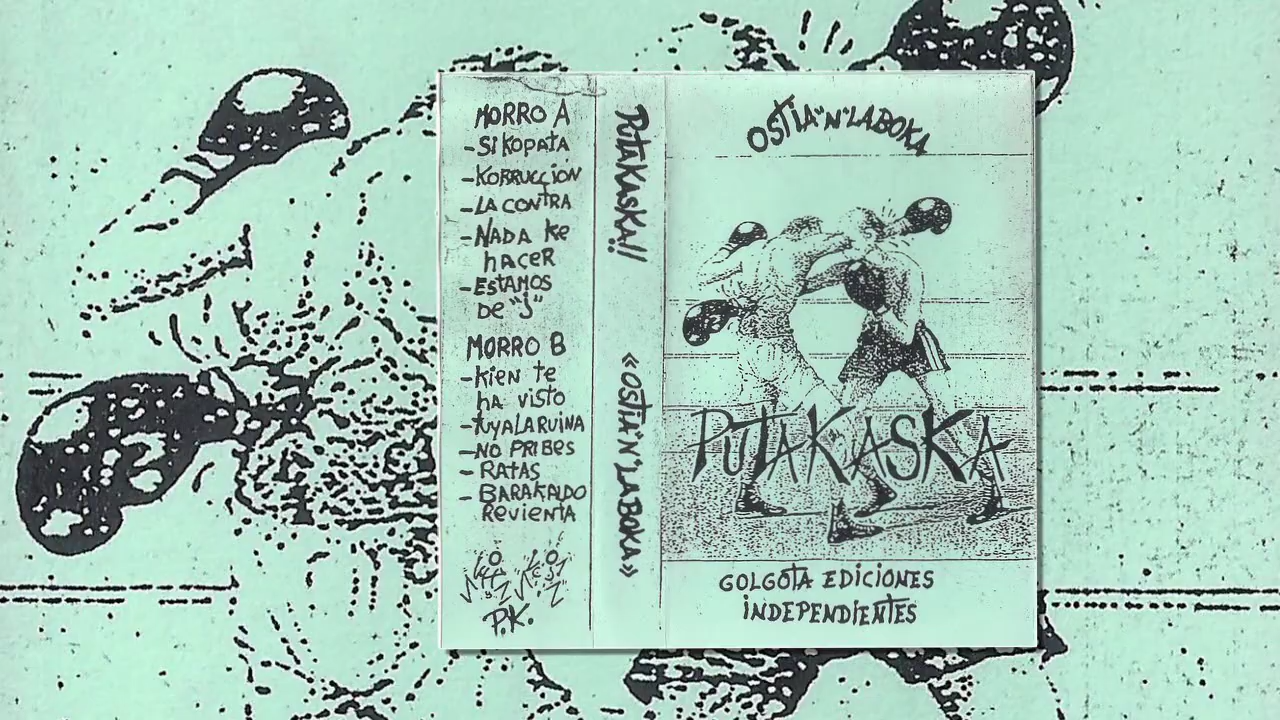 MORRO A
-SIKOPATA
-KORRUCCION
-LA CONTRA
-NADA KE
HACER
-ESTAMOS
DE "J"
MORRO B
-KIEN TE
HA VISTO
-TUYALARUINA
-NO PRIBES
-RATAS
-BARAKALDO
REVIENTA
P.K.
PUTAKASKA!!
«OSTIA"N"LABOKA»
OSTIA"N"LABOKA
PUTAKASKA
GOLGOTA EDICIONES
INDEPENDIENTES